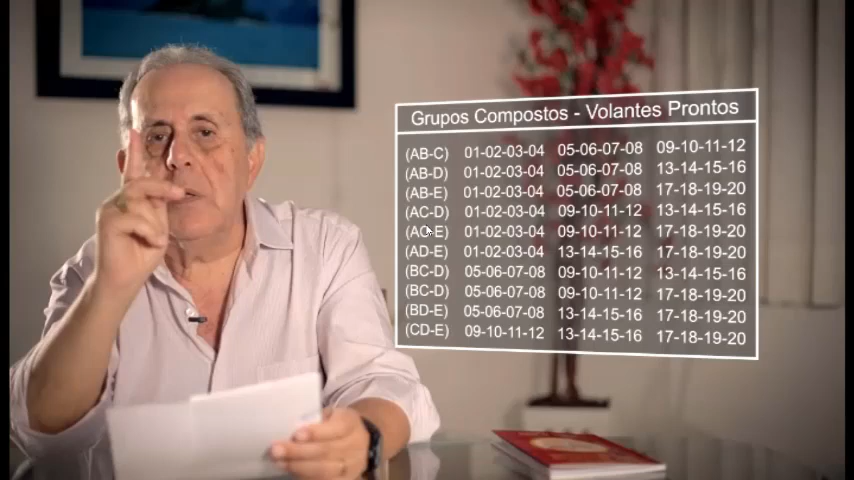 Grupos Compostos - Volantes Prontos
(AB-C) 01-02-03-04 05-06-07-08 09-10-11-12
(AB-D) 01-02-03-04 05-06-07-08 13-14-15-16
(AB-E) 01-02-03-04 05-06-07-08 17-18-19-20
(AC-D) 01-02-03-04 09-10-11-12 13-14-15-16
(AC-E) 01-02-03-04 09-10-11-12 17-18-19-20
(AD-E) 01-02-03-04 13-14-15-16 17-18-19-20
(BC-D) 05-06-07-08 09-10-11-12 13-14-15-16
(BC-D) 05-06-07-08 09-10-11-12 17-18-19-20
(BD-E) 05-06-07-08 13-14-15-16 17-18-19-20
(CD-E) 09-10-11-12 13-14-15-16 17-18-19-20